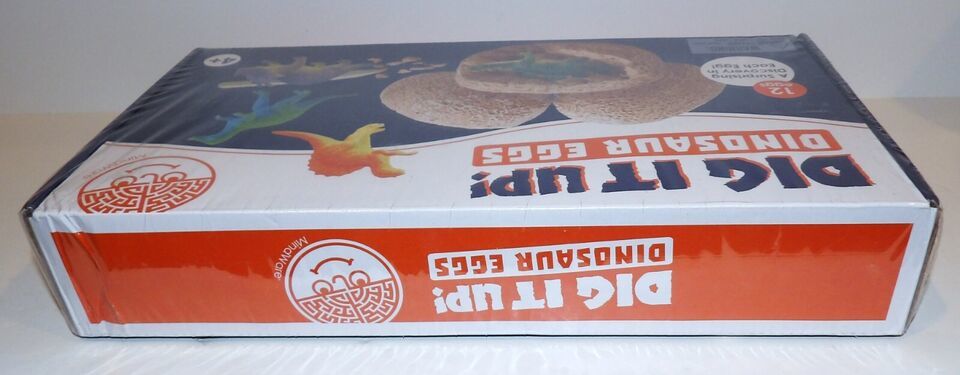 DIG IT UP!
DINOSAUR EGGS
12
EGGS
A Surprising
Discovery in
Each Egg!
4+
MindWare
DIG IT UP!
DINOSAUR EGGS
MindWare
WARNING